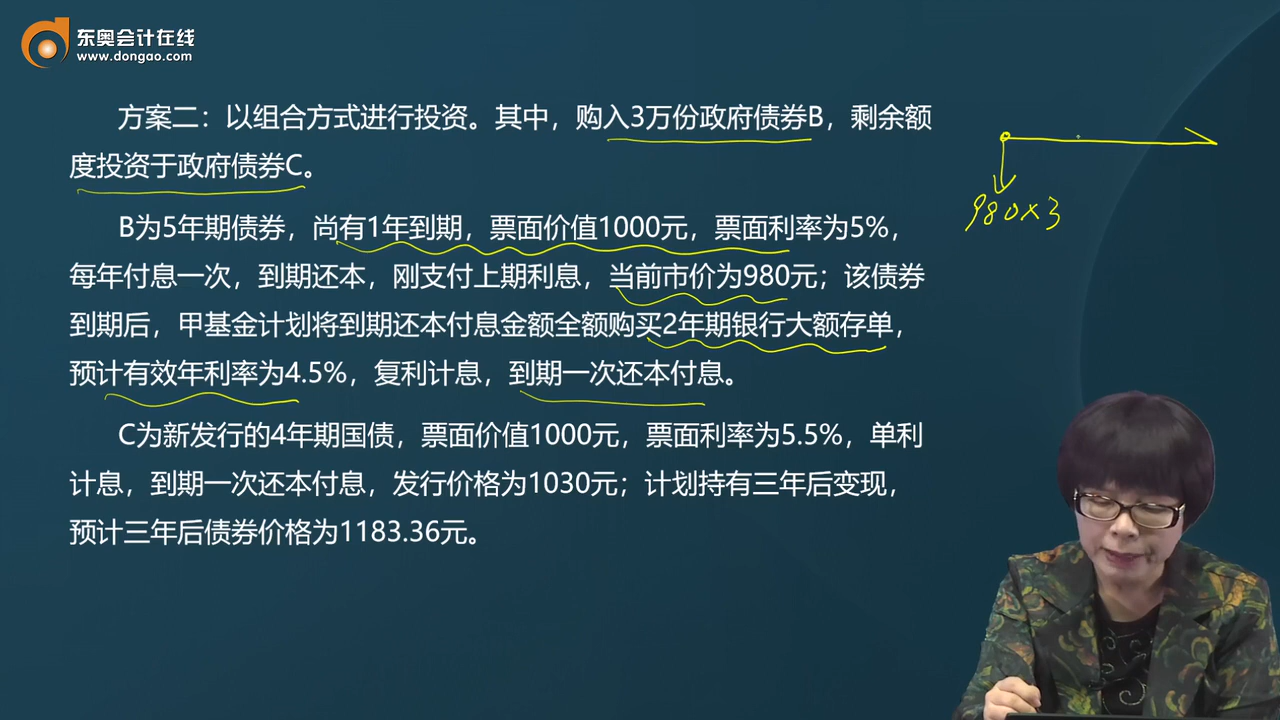 东奥会计在线
www.dongao.com
方案二：以组合方式进行投资。其中，购入3万份政府债券B，剩余额
度投资于政府债券C。
B为5年期债券，尚有1年到期，票面价值1000元，票面利率为5%，
每年付息一次，到期还本，刚支付上期利息，当前市价为980元；该债券
到期后，甲基金计划将到期还本付息金额全额购买2年期银行大额存单，
预计有效年利率为4.5%，复利计息，到期一次还本付息。
C为新发行的4年期国债，票面价值1000元，票面利率为5.5%，单利
计息，到期一次还本付息，发行价格为1030元；计划持有三年后变现，
预计三年后债券价格为1183.36元。
980×3